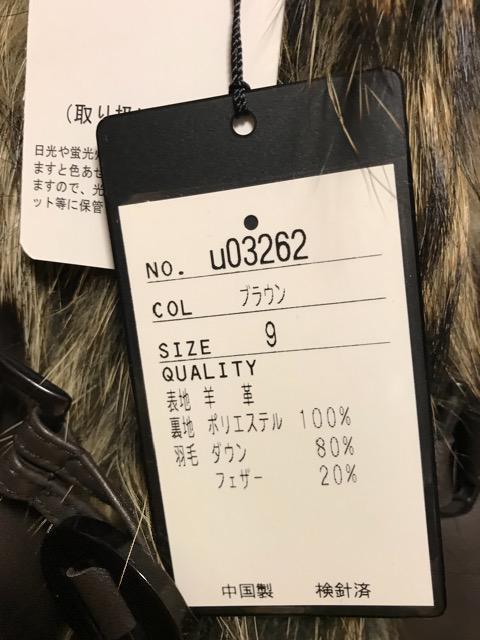 (取り扱
日光や蛍光
ますと色あせ
ますので、光
ット等に保管
NO. u03262
COL ブラウン
SIZE 9
QUALITY
表地 羊 革
裏地 ポリエステル 100%
羽毛 ダウン 80%
フェザー 20%
中国製 検針済